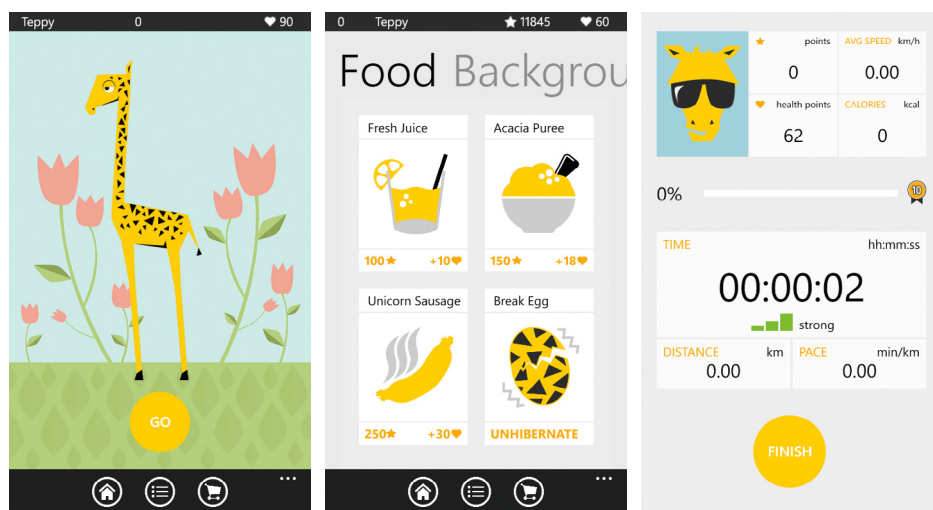 Teppy 0 90
GO
0 Teppy 11845 60
Food Backgrou
Fresh Juice
100 +10
Acacia Puree
150 +18
Unicorn Sausage
250 +30
Break Egg
UNHIBERNATE
points
0
AVG SPEED km/h
0.00
health points
62
CALORIES kcal
0
0% 10
TIME hh:mm:ss
00:00:02
strong
DISTANCE km
0.00
PACE min/km
0.00
FINISH